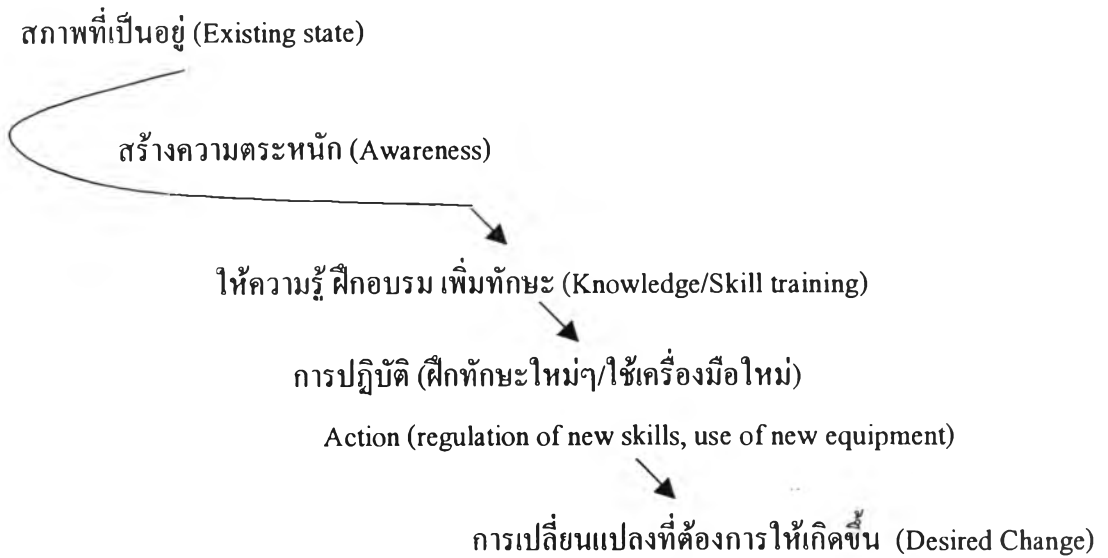 สภาพที่เป็นอยู่ (Existing state)
สร้างความตระหนัก (Awareness)
ให้ความรู้ ฝึกอบรม เพิ่มทักษะ (Knowledge/Skill training)
การปฏิบัติ (ฝึกทักษะใหม่ๆ/ใช้เครื่องมือใหม่)
Action (regulation of new skills, use of new equipment)
การเปลี่ยนแปลงที่ต้องการให้เกิดขึ้น (Desired Change)